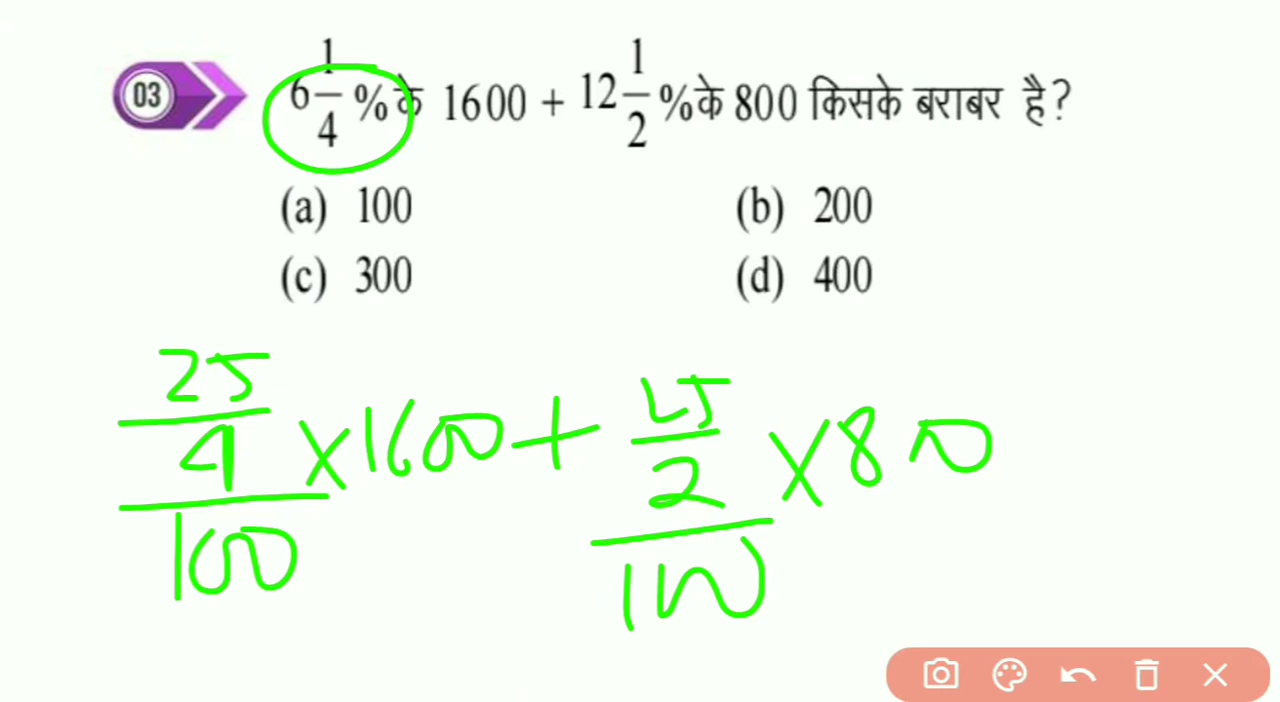 03 6 1/4 % के 1600 + 12 1/2 % के 800 किसके बराबर है?
(a) 100 (b) 200
(c) 300 (d) 400
25/4/100 × 1600 + 25/2/100 × 800